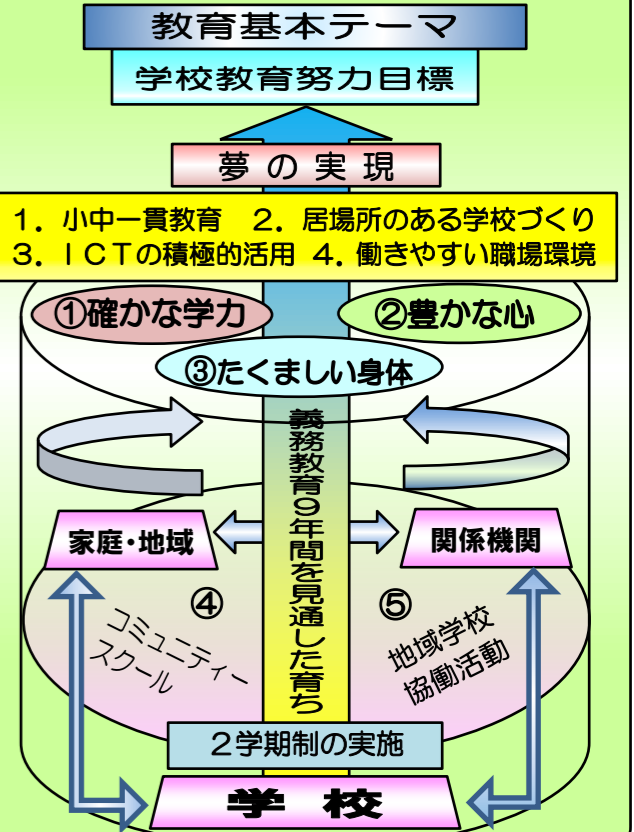 教育基本テーマ
学校教育努力目標
夢の実現
1．小中一貫教育　2．居場所のある学校づくり
3．ICTの積極的活用 4．働きやすい職場環境
①確かな学力
②豊かな心
③たくましい身体
義務教育9年間を見通した育ち
家庭・地域
関係機関
④
コミュニティー
スクール
⑤
地域学校
協働活動
2学期制の実施
学校